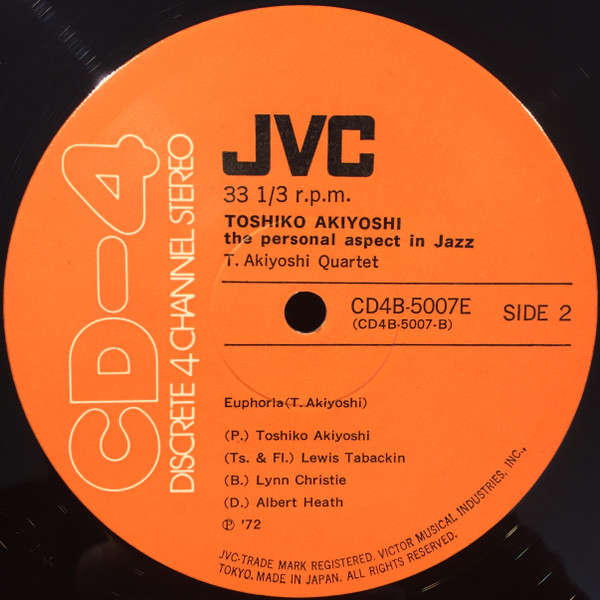 CD-4
DISCRETE 4 CHANNEL STEREO
JVC
33 1/3 r.p.m.
TOSHIKO AKIYOSHI
the personal aspect in Jazz
T. Akiyoshi Quartet
CD4B-5007E
(CD4B-5007-B)
SIDE 2
Euphoria (T. Akiyoshi)
(P.) Toshiko Akiyoshi
(Ts. & Fl.) Lewis Tabackin
(B.) Lynn Christie
(D.) Albert Heath
℗ '72
JVC-TRADE MARK REGISTERED. VICTOR MUSICAL INDUSTRIES, INC.,
TOKYO. MADE IN JAPAN. ALL RIGHTS RESERVED.